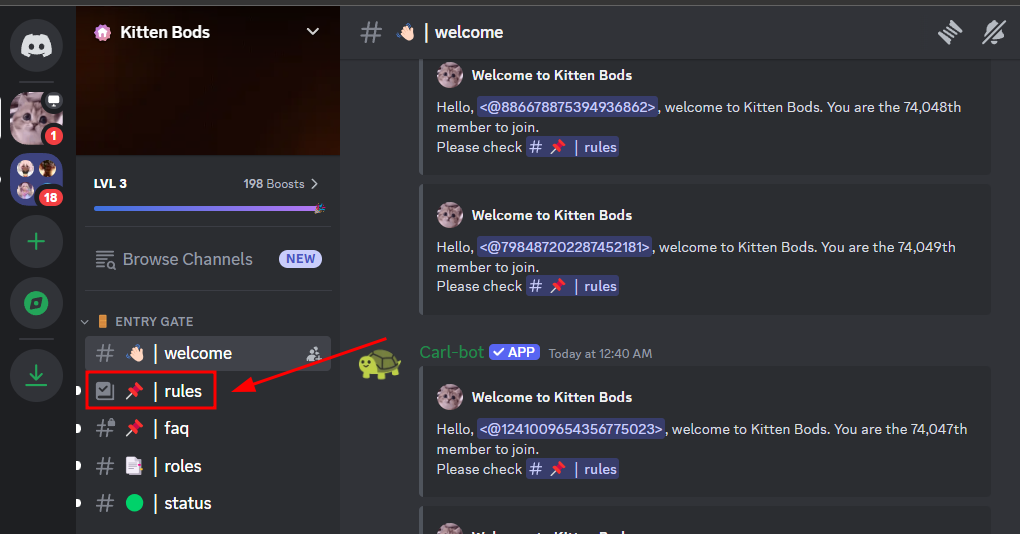 Kitten Bods
LVL 3
198 Boosts
Browse Channels
NEW
ENTRY GATE
# 👋🏻 | welcome
📌 | rules
# 📌 | faq
# 📑 | roles
# 🟢 | status
1
18
# 👋🏻 | welcome
Welcome to Kitten Bods
Hello, <@886678875394936862>, welcome to Kitten Bods. You are the 74,048th
member to join.
Please check # 📌 | rules
Welcome to Kitten Bods
Hello, <@798487202287452181>, welcome to Kitten Bods. You are the 74,049th
member to join.
Please check # 📌 | rules
Carl-bot ✓ APP Today at 12:40 AM
Welcome to Kitten Bods
Hello, <@1241009654356775023>, welcome to Kitten Bods. You are the 74,047th
member to join.
Please check # 📌 | rules
Welcome to Kitten Bods